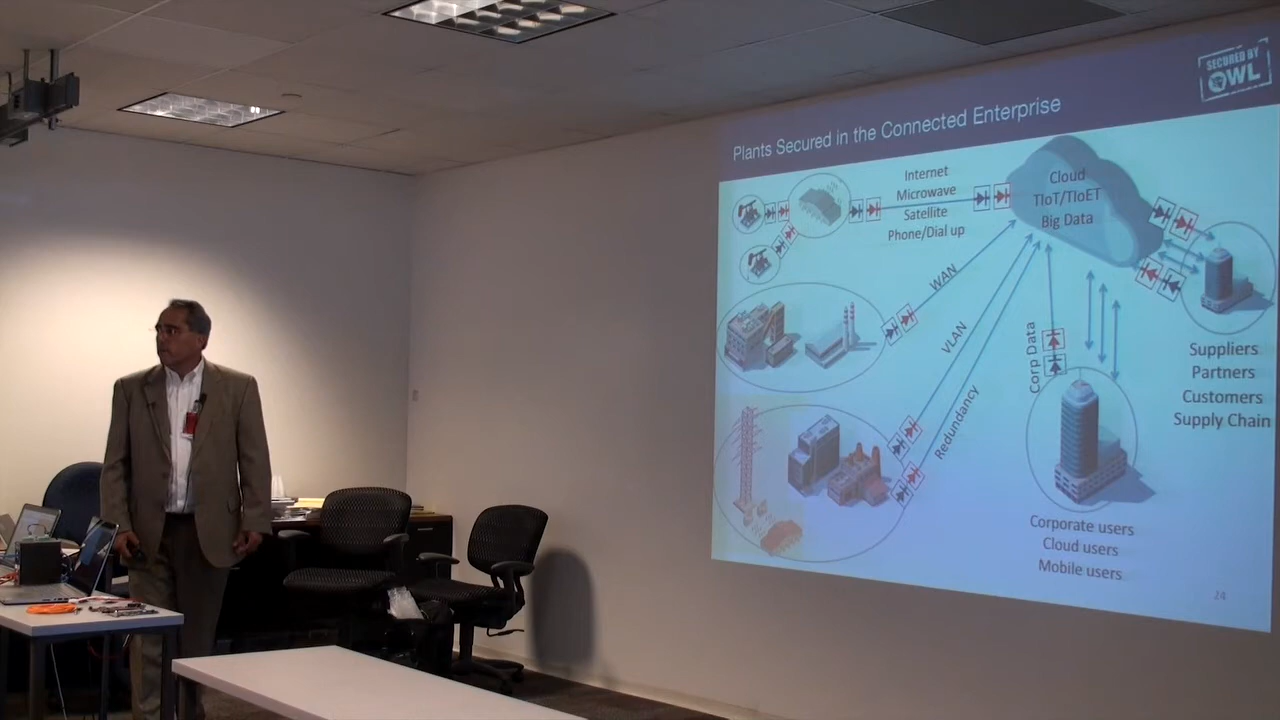 SECURED BY
OWL
Plants Secured in the Connected Enterprise
Internet
Microwave
Satellite
Phone/Dial up
Cloud
TIoT/TIoET
Big Data
WAN
VLAN
Redundancy
Corp Data
Suppliers
Partners
Customers
Supply Chain
Corporate users
Cloud users
Mobile users
24